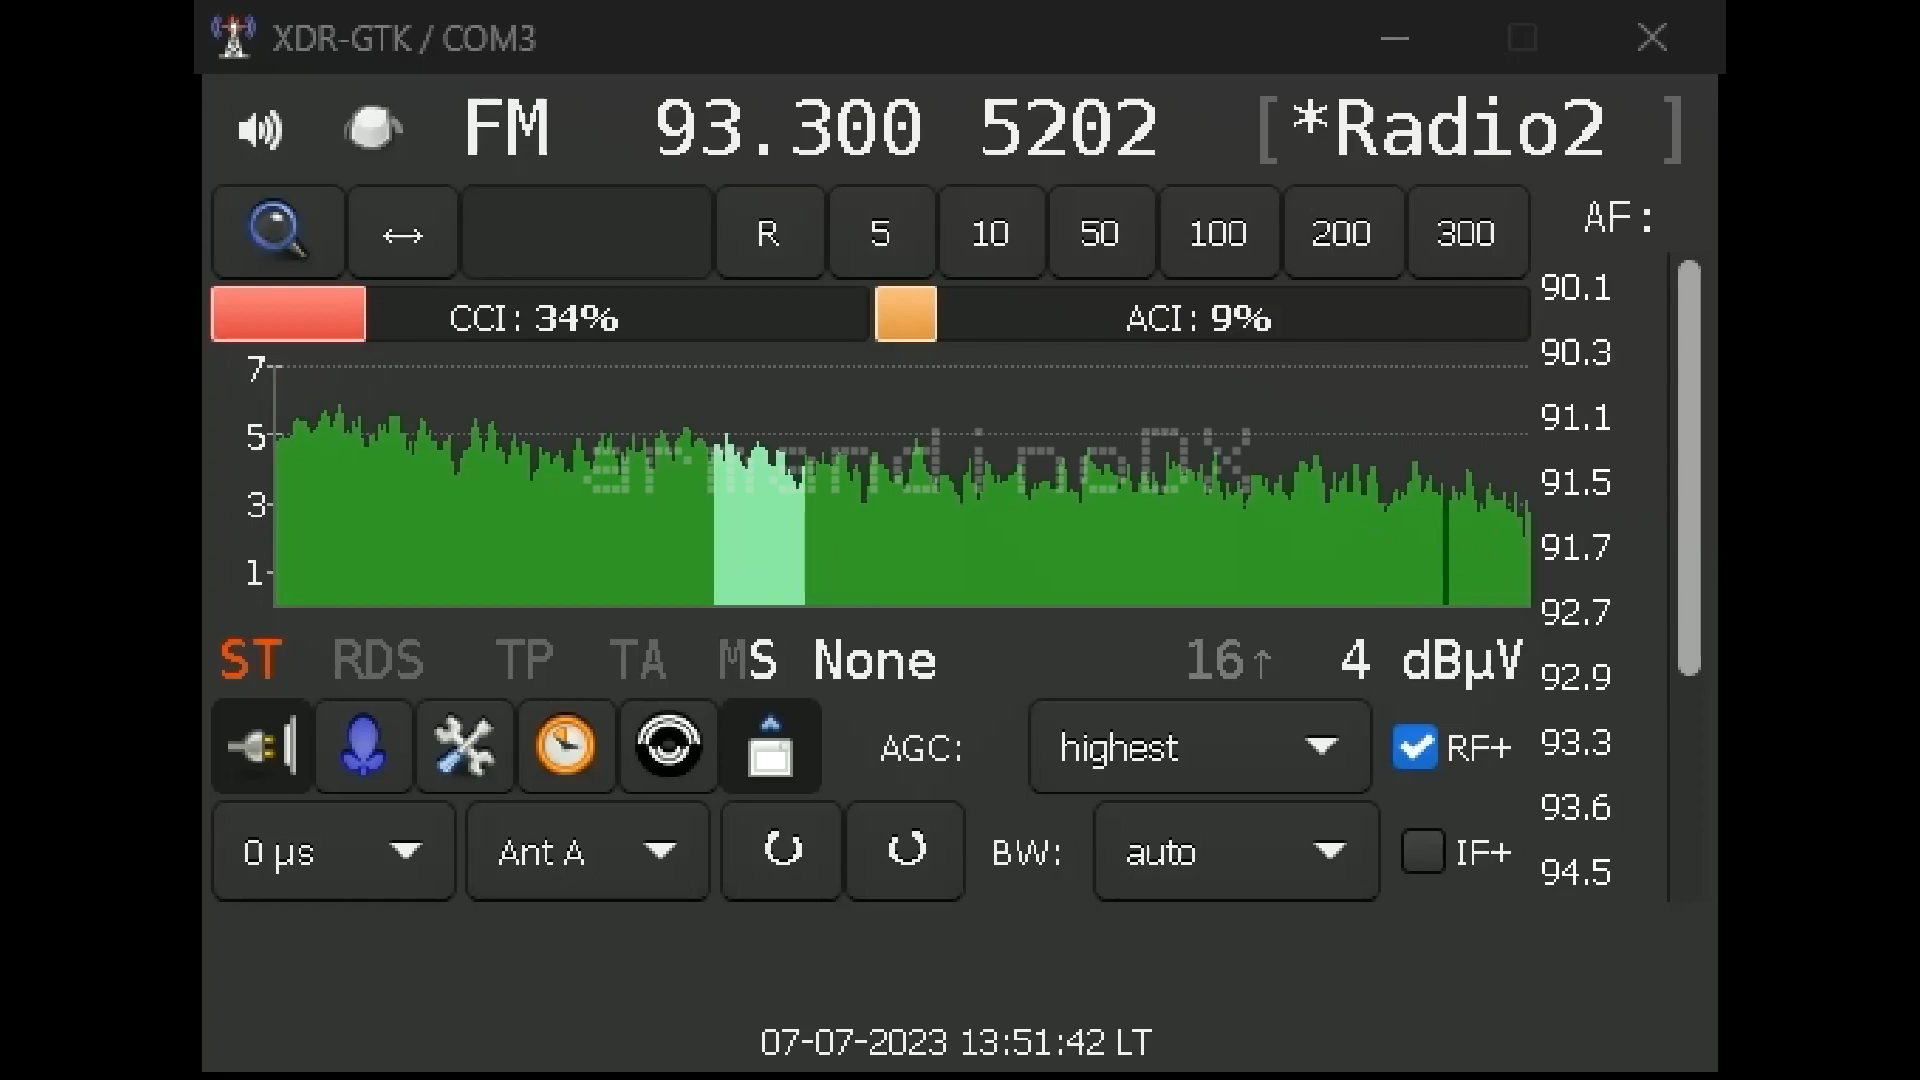 XDR-GTK / COM3
FM 93.300 5202 [*Radio2 ]
R 5 10 50 100 200 300 AF:
CCI: 34% ACI: 9%
90.1
90.3
91.1
91.5
91.7
92.7
92.9
93.3
93.6
94.5
7
5
3
1
armandinoDX
ST RDS TP TA MS None 16↑ 4 dBµV
AGC: highest RF+
0 µs Ant A BW: auto IF+
07-07-2023 13:51:42 LT